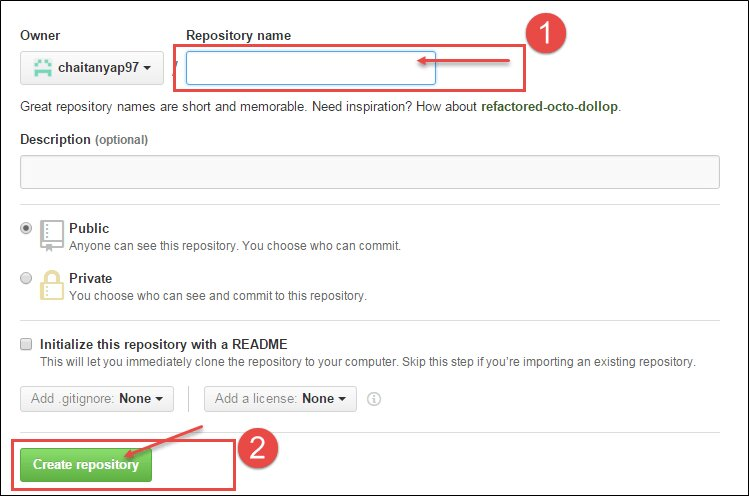 Owner Repository name
1
chaitanyap97 /
Great repository names are short and memorable. Need inspiration? How about refactored-octo-dollop.
Description (optional)
Public
Anyone can see this repository. You choose who can commit.
Private
You choose who can see and commit to this repository.
Initialize this repository with a README
This will let you immediately clone the repository to your computer. Skip this step if you're importing an existing repository.
Add .gitignore: None Add a license: None
2
Create repository